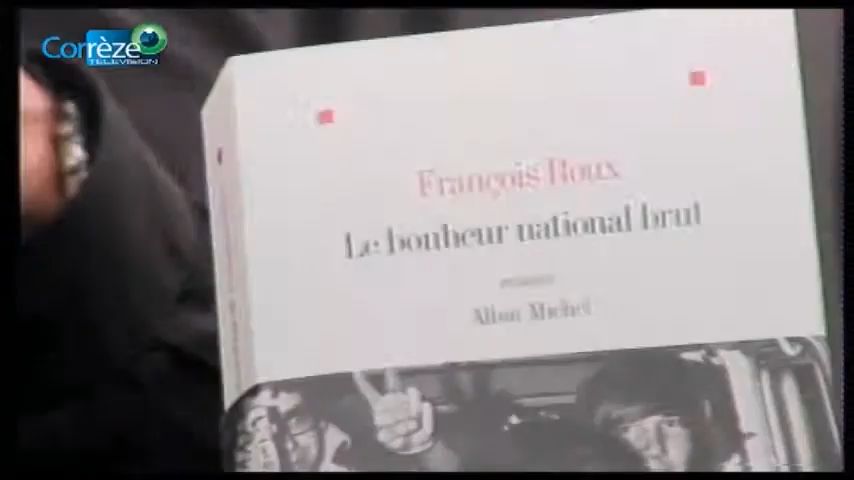 Corrèze
TELEVISION
François Roux
Le bonheur national brut
roman
Albin Michel